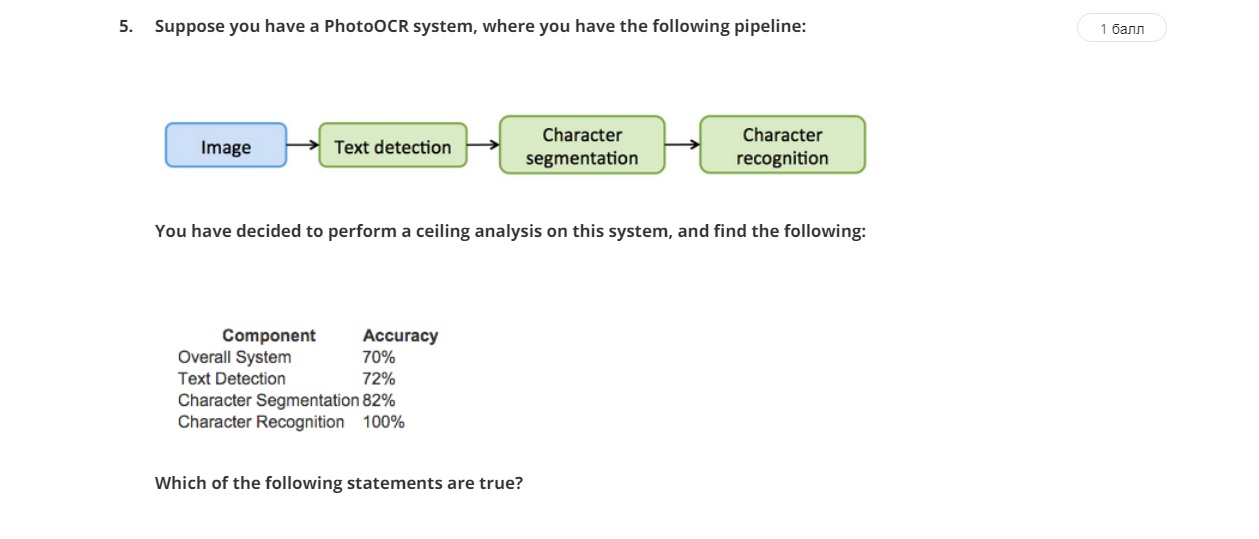 5. Suppose you have a PhotoOCR system, where you have the following pipeline:
1 балл
Image
Text detection
Character
segmentation
Character
recognition
You have decided to perform a ceiling analysis on this system, and find the following:
Component Accuracy
Overall System 70%
Text Detection 72%
Character Segmentation 82%
Character Recognition 100%
Which of the following statements are true?